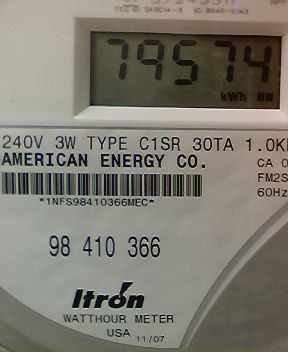 79574
kWh
240V 3W TYPE C1SR 30TA 1.0
AMERICAN ENERGY CO.
CA
FM2S
60Hz
*1NFS98410366MEC*
98 410 366
Itron
WATTHOUR METER
USA 11/07